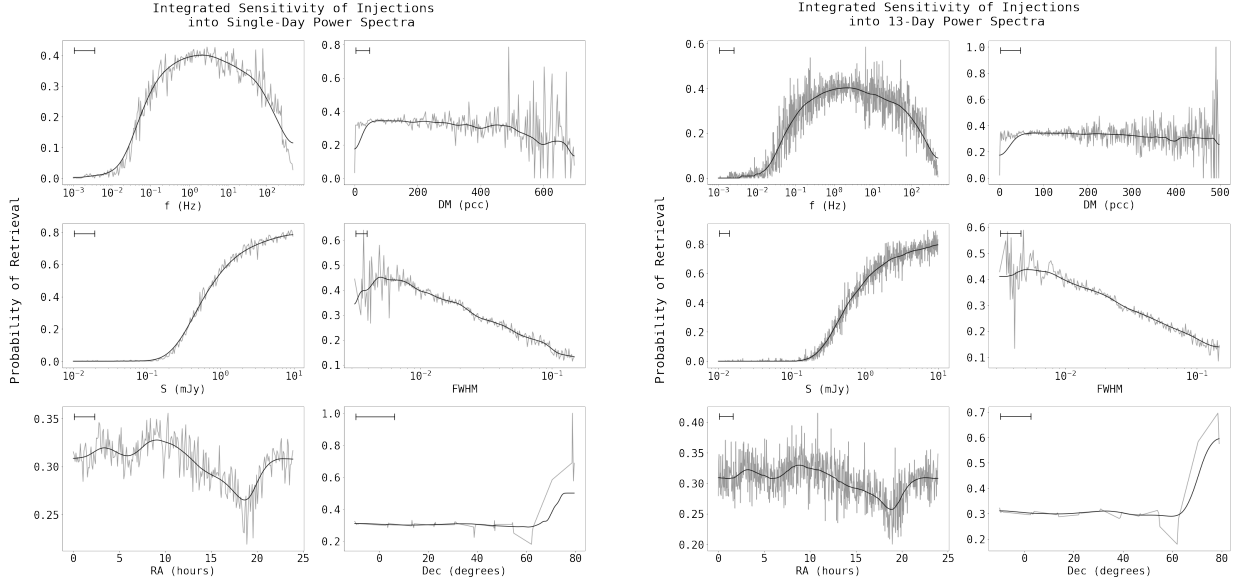 Integrated Sensitivity of Injections
into Single-Day Power Spectra
Probability of Retrieval
0.4
0.3
0.2
0.1
0.0
10⁻³ 10⁻² 10⁻¹ 10⁰ 10¹ 10²
f (Hz)
0.8
0.6
0.4
0.2
0.0
0 200 400 600
DM (pcc)
0.8
0.6
0.4
0.2
0.0
10⁻² 10⁻¹ 10⁰ 10¹
S (mJy)
0.6
0.5
0.4
0.3
0.2
0.1
10⁻² 10⁻¹
FWHM
0.35
0.30
0.25
0 5 10 15 20 25
RA (hours)
1.0
0.8
0.6
0.4
0.2
0 20 40 60 80
Dec (degrees)
Integrated Sensitivity of Injections
into 13-Day Power Spectra
Probability of Retrieval
0.6
0.4
0.2
0.0
10⁻³ 10⁻² 10⁻¹ 10⁰ 10¹ 10²
f (Hz)
1.0
0.8
0.6
0.4
0.2
0.0
0 100 200 300 400 500
DM (pcc)
0.8
0.6
0.4
0.2
0.0
10⁻² 10⁻¹ 10⁰ 10¹
S (mJy)
0.6
0.5
0.4
0.3
0.2
0.1
10⁻² 10⁻¹
FWHM
0.40
0.35
0.30
0.25
0.20
0 5 10 15 20 25
RA (hours)
0.7
0.6
0.5
0.4
0.3
0.2
0 20 40 60 80
Dec (degrees)